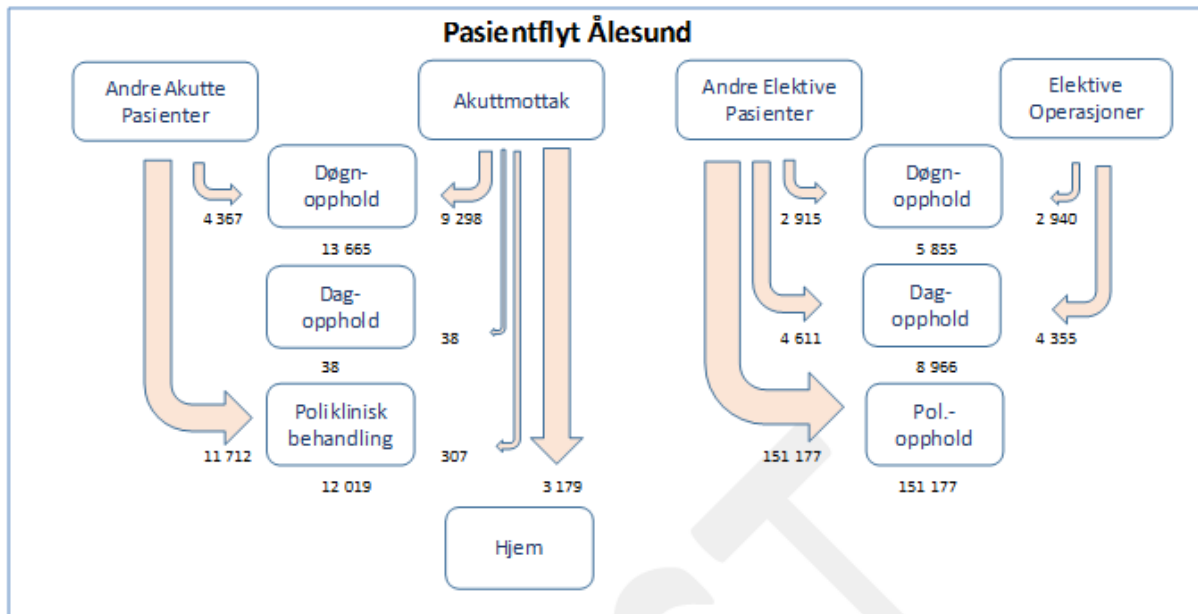 Pasientflyt Ålesund
Andre Akutte
Pasienter
Akuttmottak
Andre Elektive
Pasienter
Elektive
Operasjoner
Døgn-
opphold
Døgn-
opphold
4 367
9 298
2 915
2 940
13 665
5 855
Dag-
opphold
Dag-
opphold
38
4 611
4 355
38
8 966
Poliklinisk
behandling
Pol.-
opphold
11 712
307
151 177
12 019
3 179
151 177
Hjem